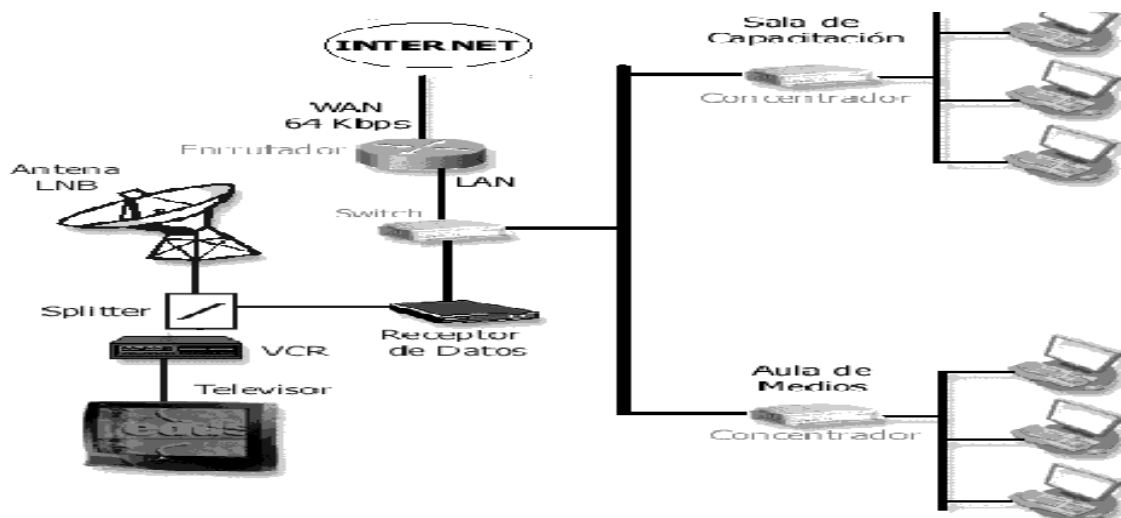 INTERNET
WAN
64 Kbps
Enrrutador
LAN
Switch
Antena
LNB
Splitter
VCR
Televisor
Receptor
de Datos
Sala de
Capacitación
Concentrador
Aula de
Medios
Concentrador